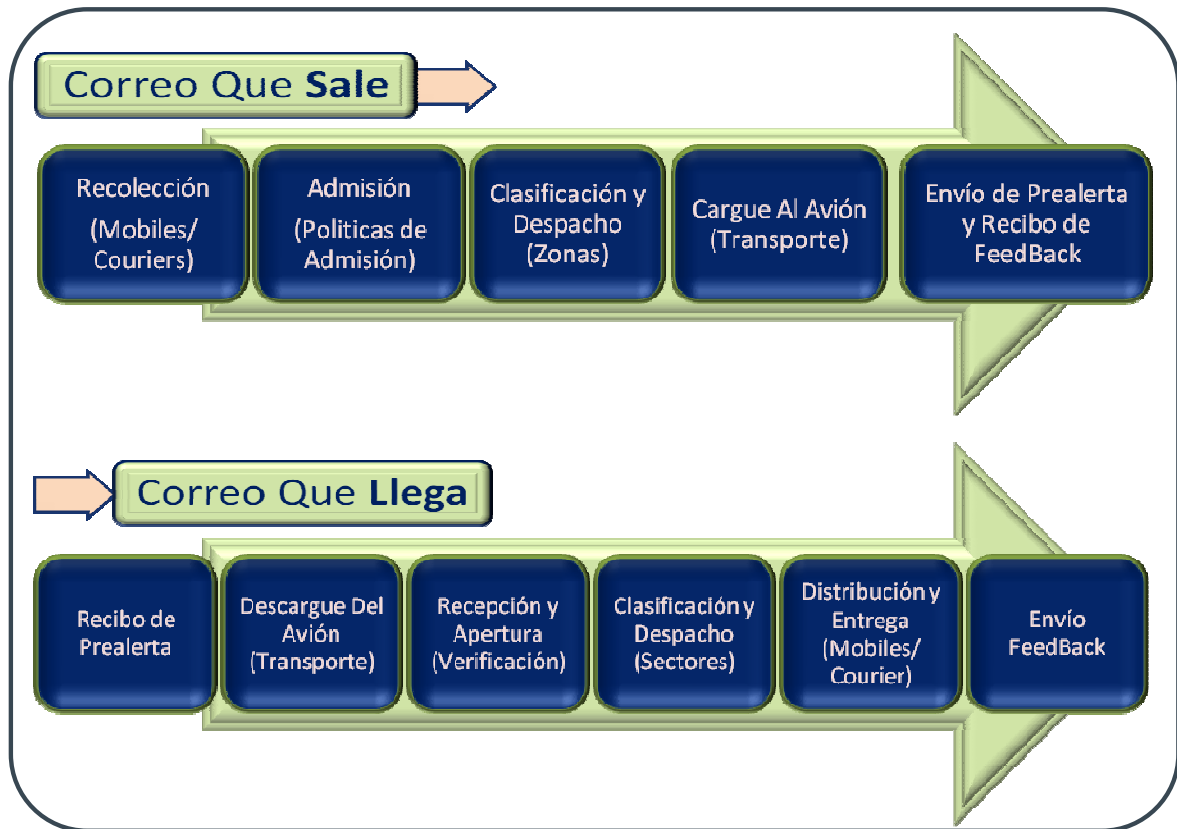 Correo Que Sale
Recolección
(Mobiles/
Couriers)
Admisión
(Politicas de
Admisión)
Clasificación y
Despacho
(Zonas)
Cargue Al Avión
(Transporte)
Envío de Prealerta
y Recibo de
FeedBack
Correo Que Llega
Recibo de
Prealerta
Descargue Del
Avión
(Transporte)
Recepción y
Apertura
(Verificación)
Clasificación y
Despacho
(Sectores)
Distribución y
Entrega
(Mobiles/
Courier)
Envío
FeedBack